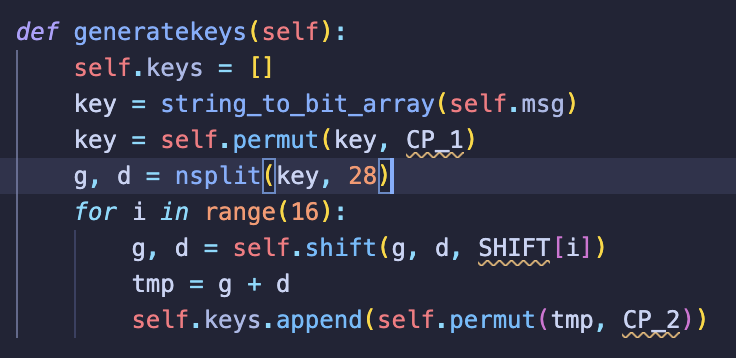 def generatekeys(self):
    self.keys = []
    key = string_to_bit_array(self.msg)
    key = self.permut(key, CP_1)
    g, d = nsplit(key, 28)
    for i in range(16):
        g, d = self.shift(g, d, SHIFT[i])
        tmp = g + d
        self.keys.append(self.permut(tmp, CP_2))